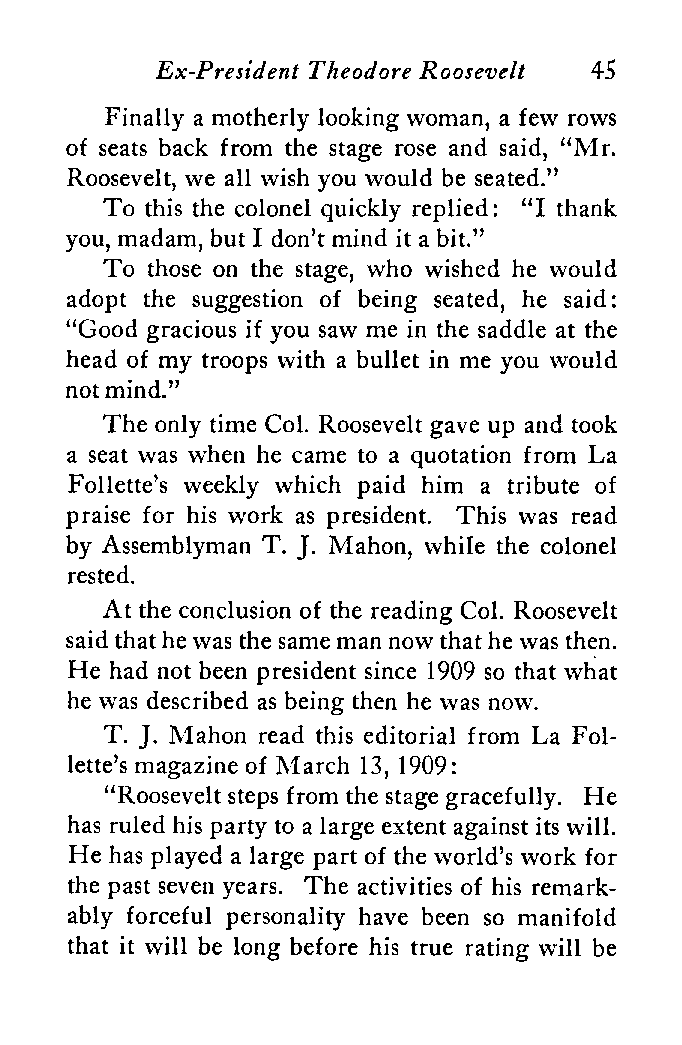 Ex-President Theodore Roosevelt 45
Finally a motherly looking woman, a few rows
of seats back from the stage rose and said, “Mr.
Roosevelt, we all wish you would be seated.”
To this the colonel quickly replied: “I thank
you, madam, but I don’t mind it a bit.”
To those on the stage, who wished he would
adopt the suggestion of being seated, he said:
“Good gracious if you saw me in the saddle at the
head of my troops with a bullet in me you would
not mind.”
The only time Col. Roosevelt gave up and took
a seat was when he came to a quotation from La
Follette’s weekly which paid him a tribute of
praise for his work as president. This was read
by Assemblyman T. J. Mahon, while the colonel
rested.
At the conclusion of the reading Col. Roosevelt
said that he was the same man now that he was then.
He had not been president since 1909 so that what
he was described as being then he was now.
T. J. Mahon read this editorial from La Fol-
lette’s magazine of March 13, 1909:
“Roosevelt steps from the stage gracefully. He
has ruled his party to a large extent against its will.
He has played a large part of the world’s work for
the past seven years. The activities of his remark-
ably forceful personality have been so manifold
that it will be long before his true rating will be